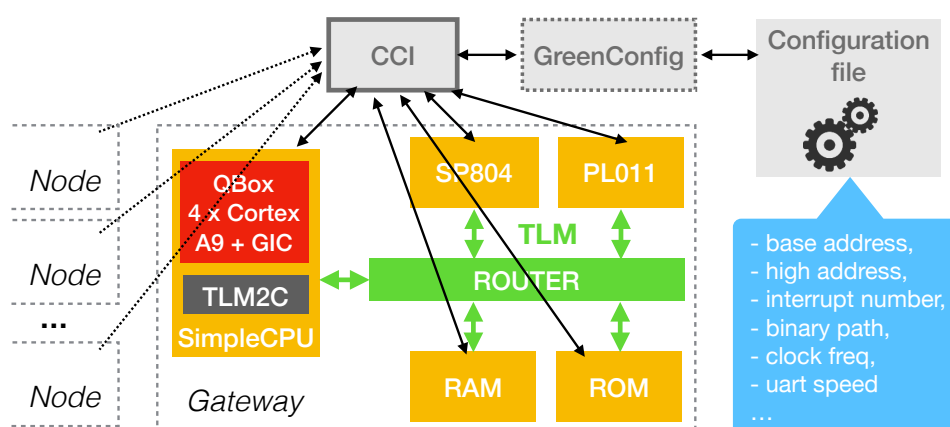 CCI
GreenConfig
Configuration
file
Node
Node
...
Node
QBox
4 x Cortex
A9 + GIC
TLM2C
SimpleCPU
Gateway
SP804
PL011
TLM
ROUTER
RAM
ROM
- base address,
- high address,
- interrupt number,
- binary path,
- clock freq,
- uart speed
…